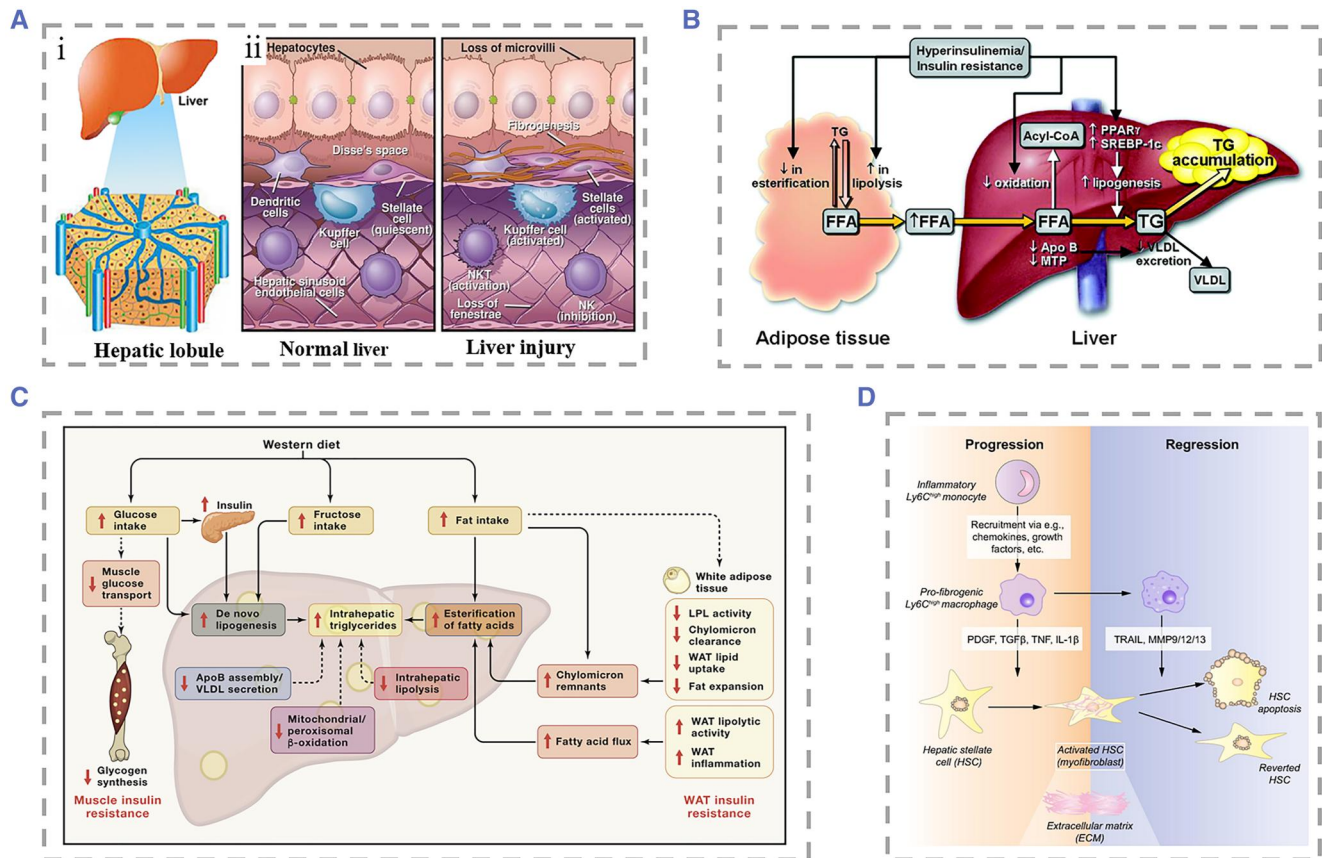 A
i
Liver
Hepatic lobule
ii
Hepatocytes
Disse's space
Dendritic
cells
Kupffer
cell
Stellate
cell
(quiescent)
Hepatic sinusoid
endothelial cells
Normal liver
Loss of microvilli
Fibrogenesis
Stellate
cells
(activated)
Kupffer cell
(activated)
NKT
(activation)
Loss of
fenestrae
NK
(inhibition)
Liver injury
B
Hyperinsulinemia/
Insulin resistance
TG
↓ in
esterification
↑ in
lipolysis
FFA
↑FFA
Adipose tissue
Acyl-CoA
↑ PPARγ
↑ SREBP-1c
TG
accumulation
↓ oxidation
↑ lipogenesis
FFA
TG
↓ Apo B
↓ MTP
↓ VLDL
excretion
VLDL
Liver
C
Western diet
↑ Glucose
intake
↑ Insulin
↑ Fructose
intake
↑ Fat intake
↓ Muscle
glucose
transport
White adipose
tissue
↑ De novo
lipogenesis
↑ Intrahepatic
triglycerides
↑ Esterification
of fatty acids
↓ LPL activity
↓ Chylomicron
clearance
↓ WAT lipid
uptake
↓ Fat expansion
↓ ApoB assembly/
VLDL secretion
↓ Intrahepatic
lipolysis
↑ Chylomicron
remnants
↓ Mitochondrial/
peroxisomal
β-oxidation
↑ Fatty acid flux
↑ WAT lipolytic
activity
↑ WAT
inflammation
↓ Glycogen
synthesis
Muscle insulin
resistance
WAT insulin
resistance
D
Progression
Regression
Inflammatory
Ly6Chigh monocyte
Recruitment via e.g.,
chemokines, growth
factors, etc.
Pro-fibrogenic
Ly6Chigh macrophage
PDGF, TGFβ, TNF, IL-1β
TRAIL, MMP9/12/13
HSC
apoptosis
Hepatic stellate
cell (HSC)
Activated HSC
(myofibroblast)
Reverted
HSC
Extracellular matrix
(ECM)